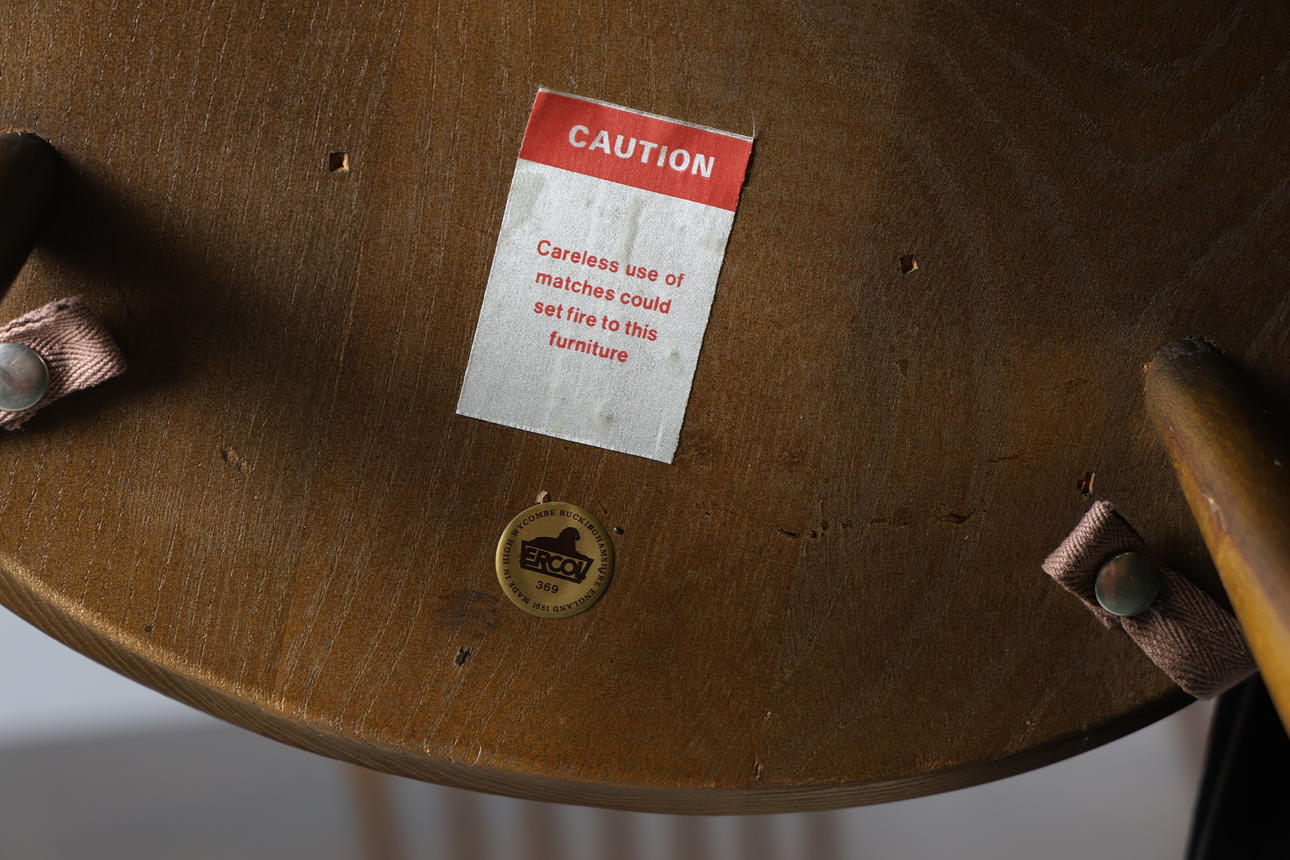 CAUTION
Careless use of
matches could
set fire to this
furniture
MADE IN HIGH WYCOMBE BUCKINGHAMSHIRE ENGLAND 1881
ERCOL
369